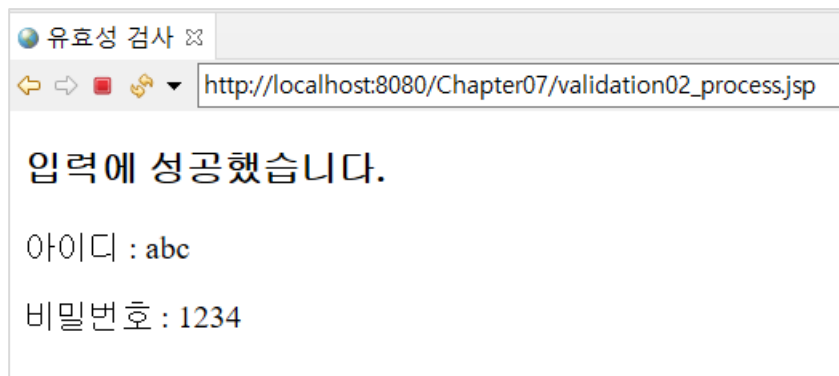 유효성 검사
http://localhost:8080/Chapter07/validation02_process.jsp
입력에 성공했습니다.
아이디 : abc
비밀번호 : 1234